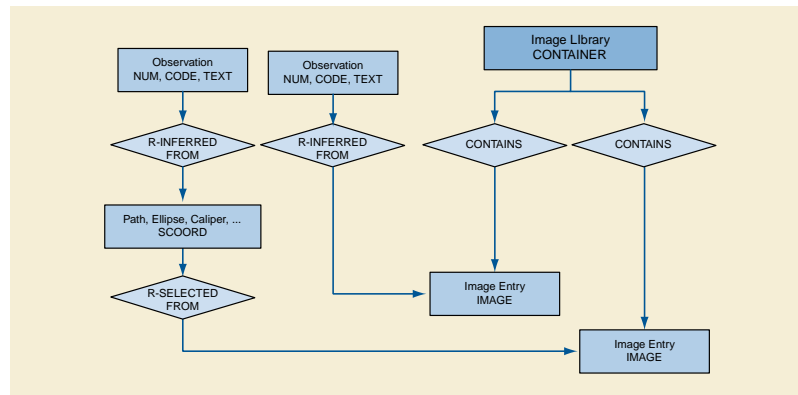 Observation
NUM, CODE, TEXT
Observation
NUM, CODE, TEXT
Image LIbrary
CONTAINER
R-INFERRED
FROM
R-INFERRED
FROM
CONTAINS
CONTAINS
Path, Ellipse, Caliper, ...
SCOORD
R-SELECTED
FROM
Image Entry
IMAGE
Image Entry
IMAGE